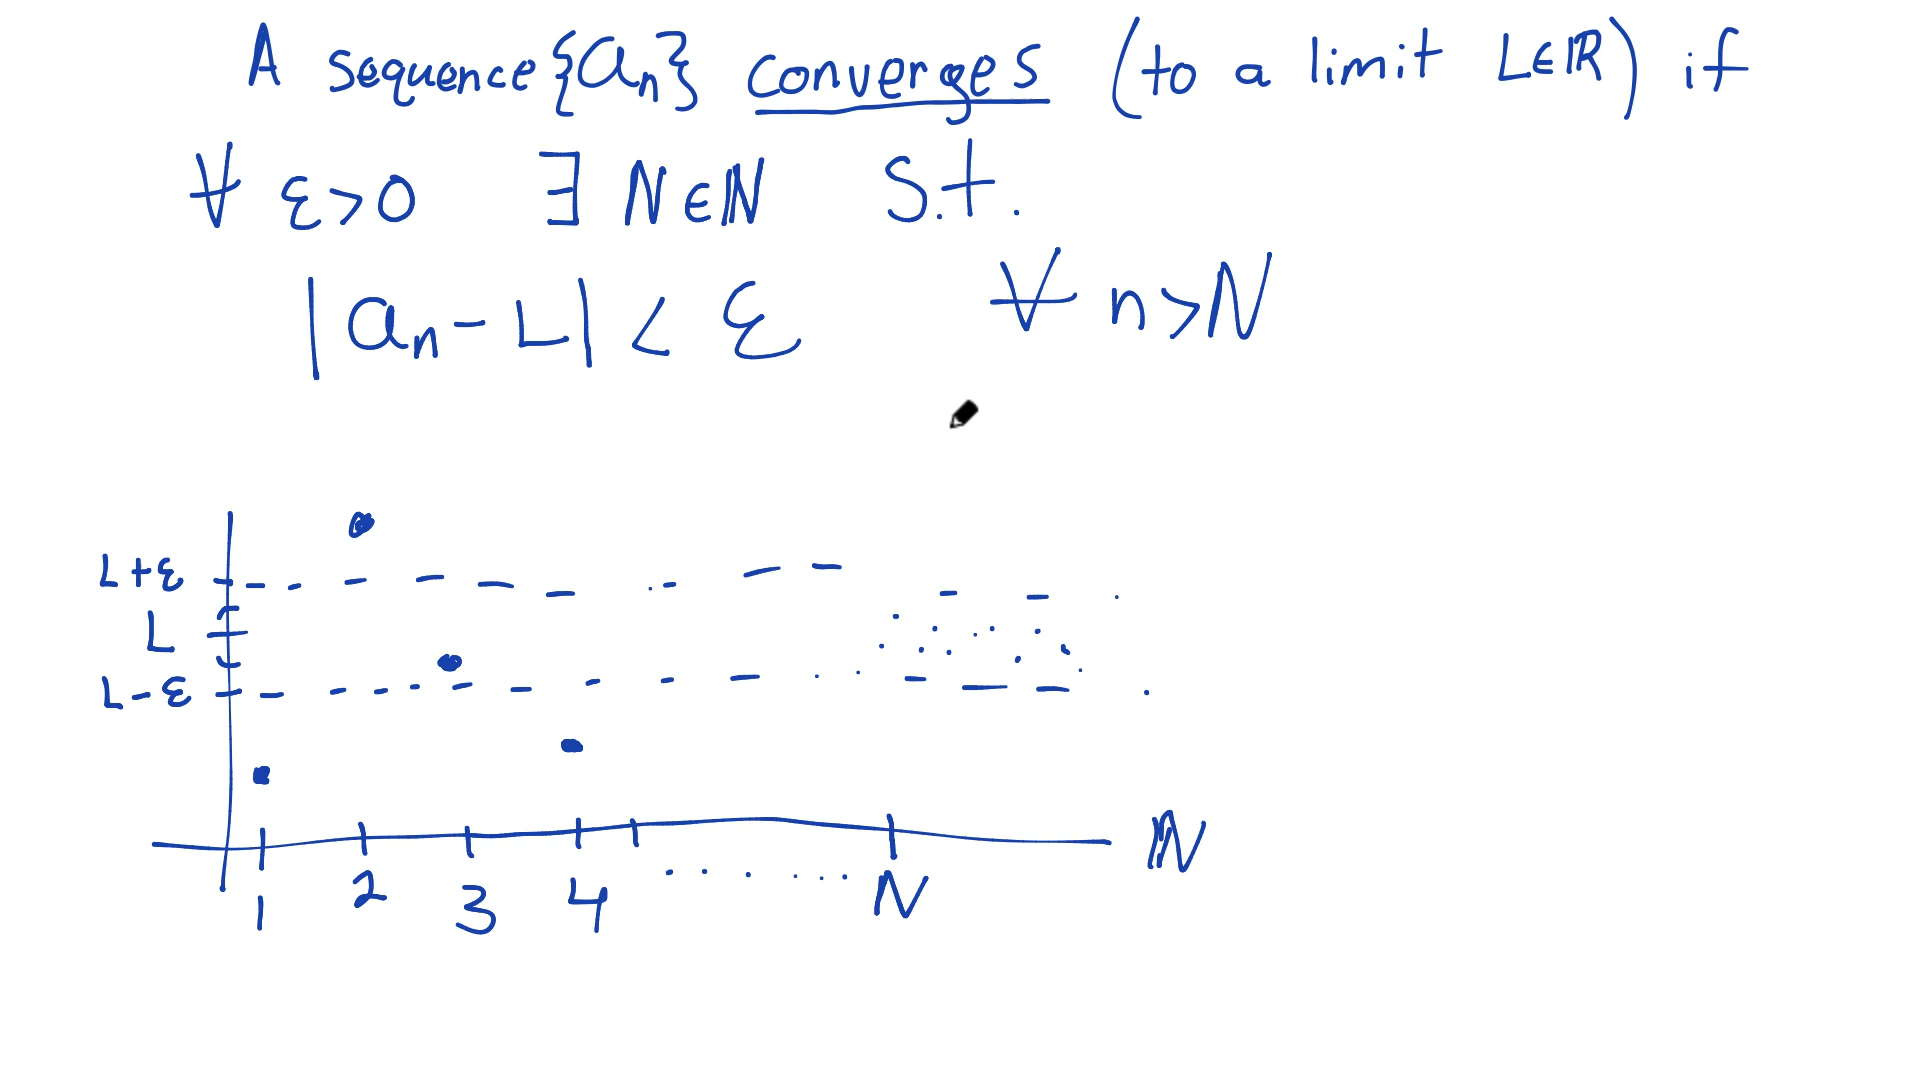 A sequence {aₙ} converges (to a limit L∈ℝ) if
∀ ε>0 ∃ N∈ℕ s.t.
|aₙ - L| < ε ∀ n>N
L+ε
L
L-ε
ℕ
1 2 3 4 ...... N